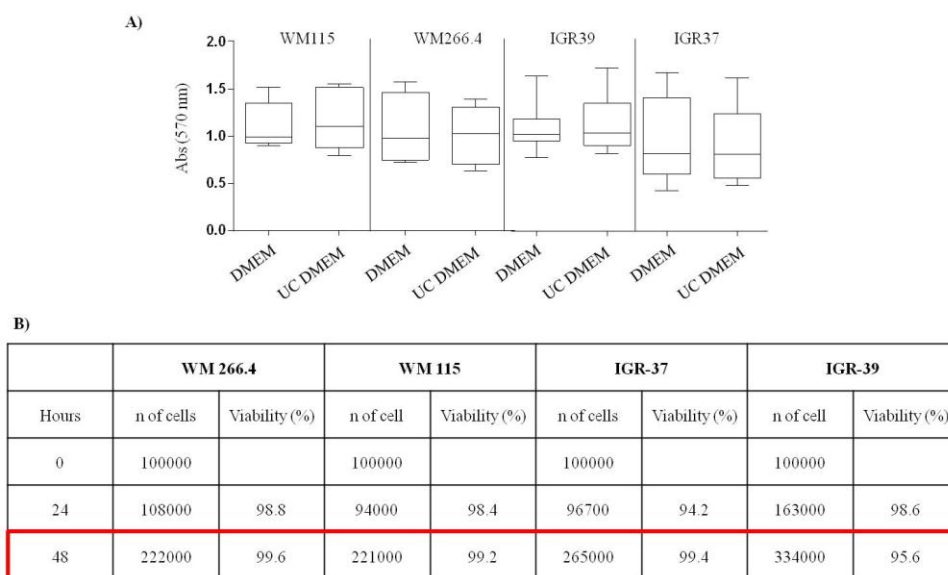 A)
WM115 WM266.4 IGR39 IGR37
2.0
1.5
1.0
0.5
0.0
Abs (570 nm)
DMEM UC DMEM DMEM UC DMEM DMEM UC DMEM DMEM UC DMEM
B)
WM 266.4 WM 115 IGR-37 IGR-39
Hours n of cells Viability (%) n of cell Viability (%) n of cells Viability (%) n of cell Viability (%)
0 100000 100000 100000 100000
24 108000 98.8 94000 98.4 96700 94.2 163000 98.6
48 222000 99.6 221000 99.2 265000 99.4 334000 95.6